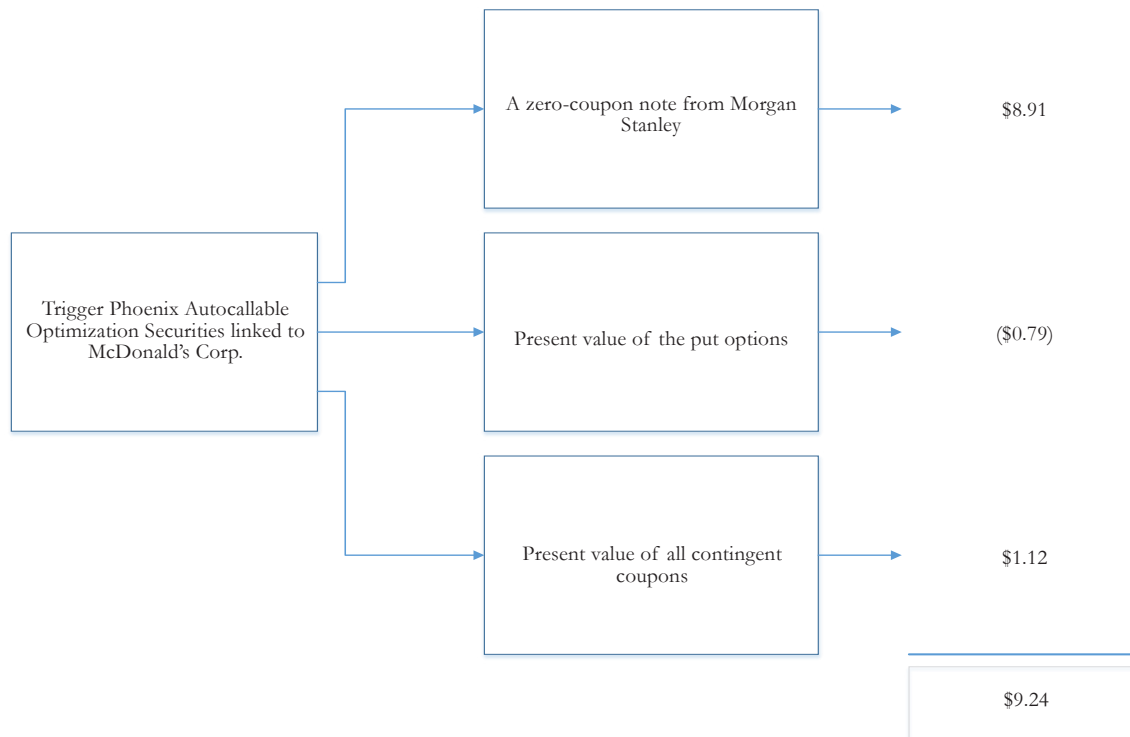 A zero-coupon note from Morgan
Stanley
$8.91
Trigger Phoenix Autocallable
Optimization Securities linked to
McDonald's Corp.
Present value of the put options
($0.79)
Present value of all contingent
coupons
$1.12
$9.24